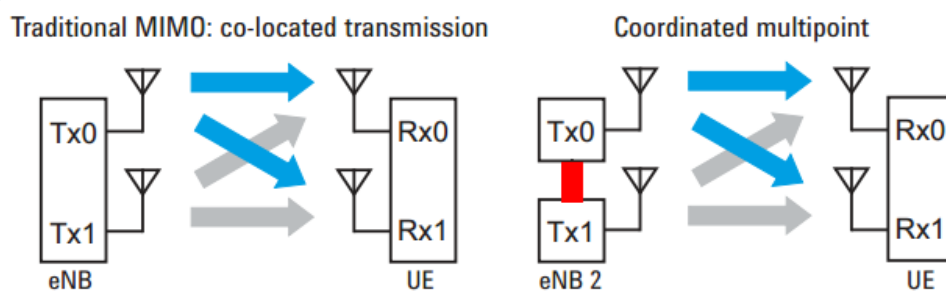 Traditional MIMO: co-located transmission
Coordinated multipoint
Tx0
Rx0
Tx1
Rx1
eNB
UE
Tx0
Rx0
Tx1
Rx1
eNB 2
UE